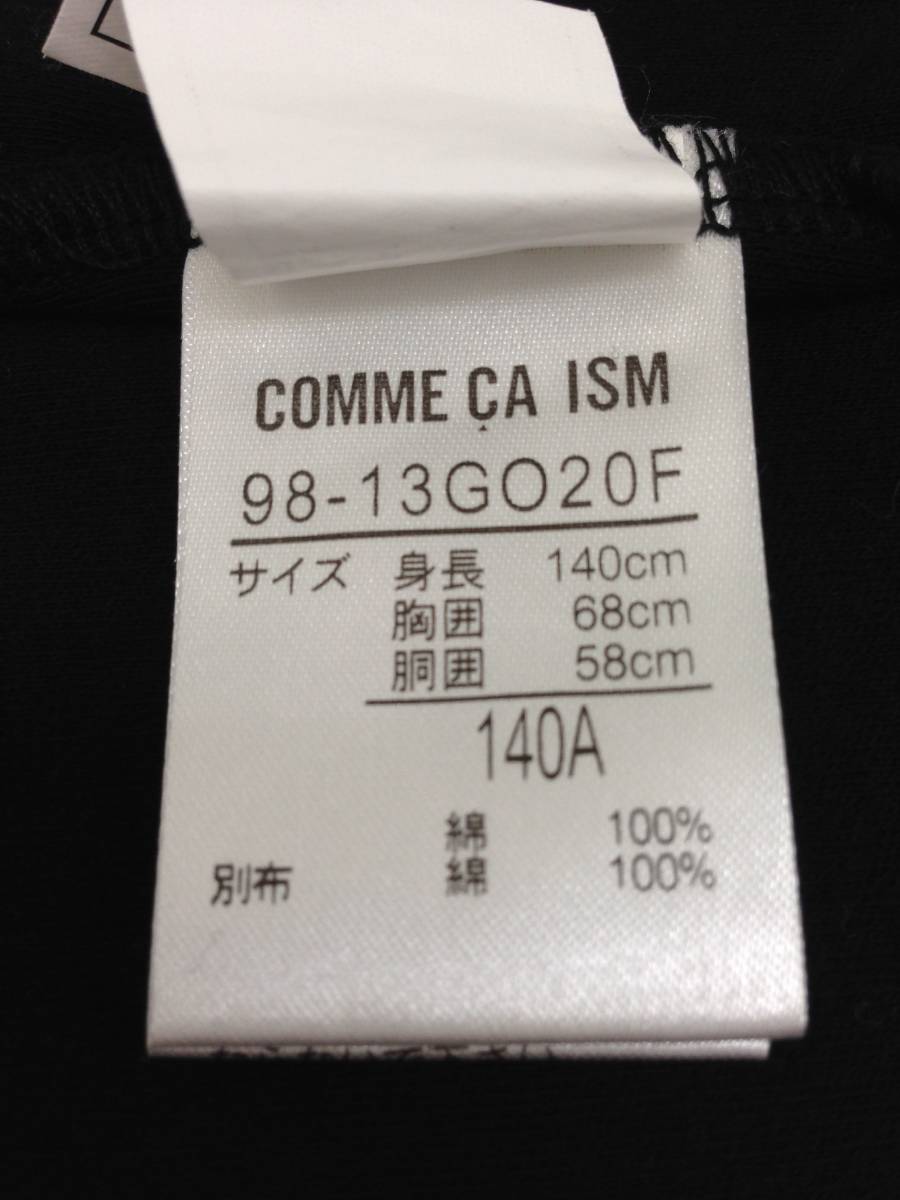 COMME ÇA ISM
98-13GO20F
サイズ 身長 140cm
胸囲 68cm
胴囲 58cm
140A
綿 100%
別布 綿 100%